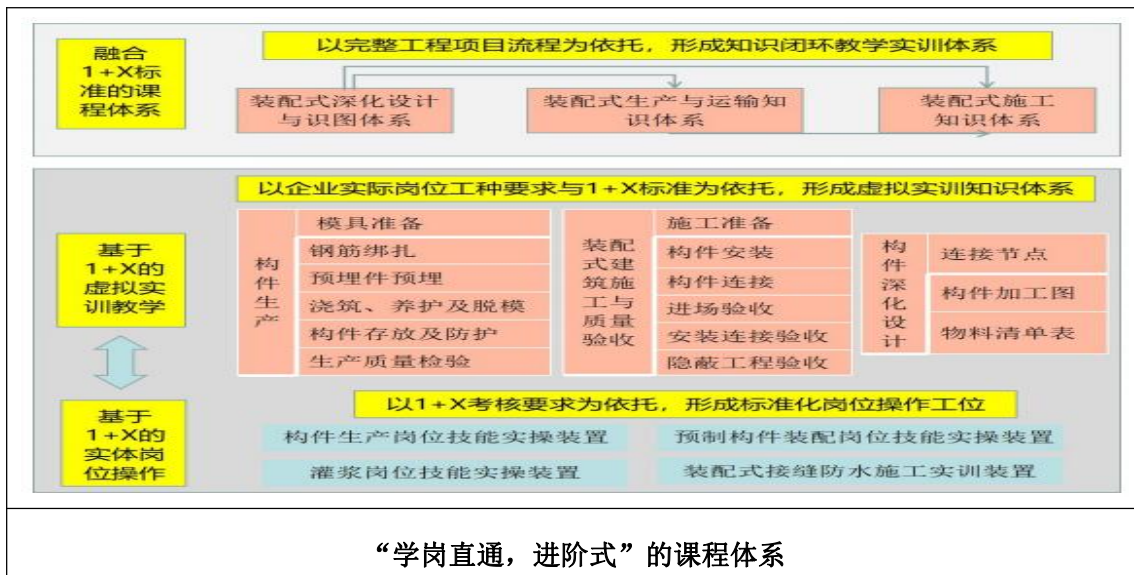 融合
1+X标
准的课
程体系
以完整工程项目流程为依托，形成知识闭环教学实训体系
装配式深化设计
与识图体系
装配式生产与运输知
识体系
装配式施工
知识体系
以企业实际岗位工种要求与1+X标准为依托，形成虚拟实训知识体系
基于
1+X的
虚拟实
训教学
构
件
生
产
模具准备
钢筋绑扎
预埋件预埋
浇筑、养护及脱模
构件存放及防护
生产质量检验
装配
式建
筑施
工与
质量
验收
施工准备
构件安装
构件连接
进场验收
安装连接验收
隐蔽工程验收
构
件
深
化
设
计
连接节点
构件加工图
物料清单表
基于
1+X的
实体岗
位操作
以1+X考核要求为依托，形成标准化岗位操作工位
构件生产岗位技能实操装置
预制构件装配岗位技能实操装置
灌浆岗位技能实操装置
装配式接缝防水施工实训装置
“学岗直通，进阶式”的课程体系